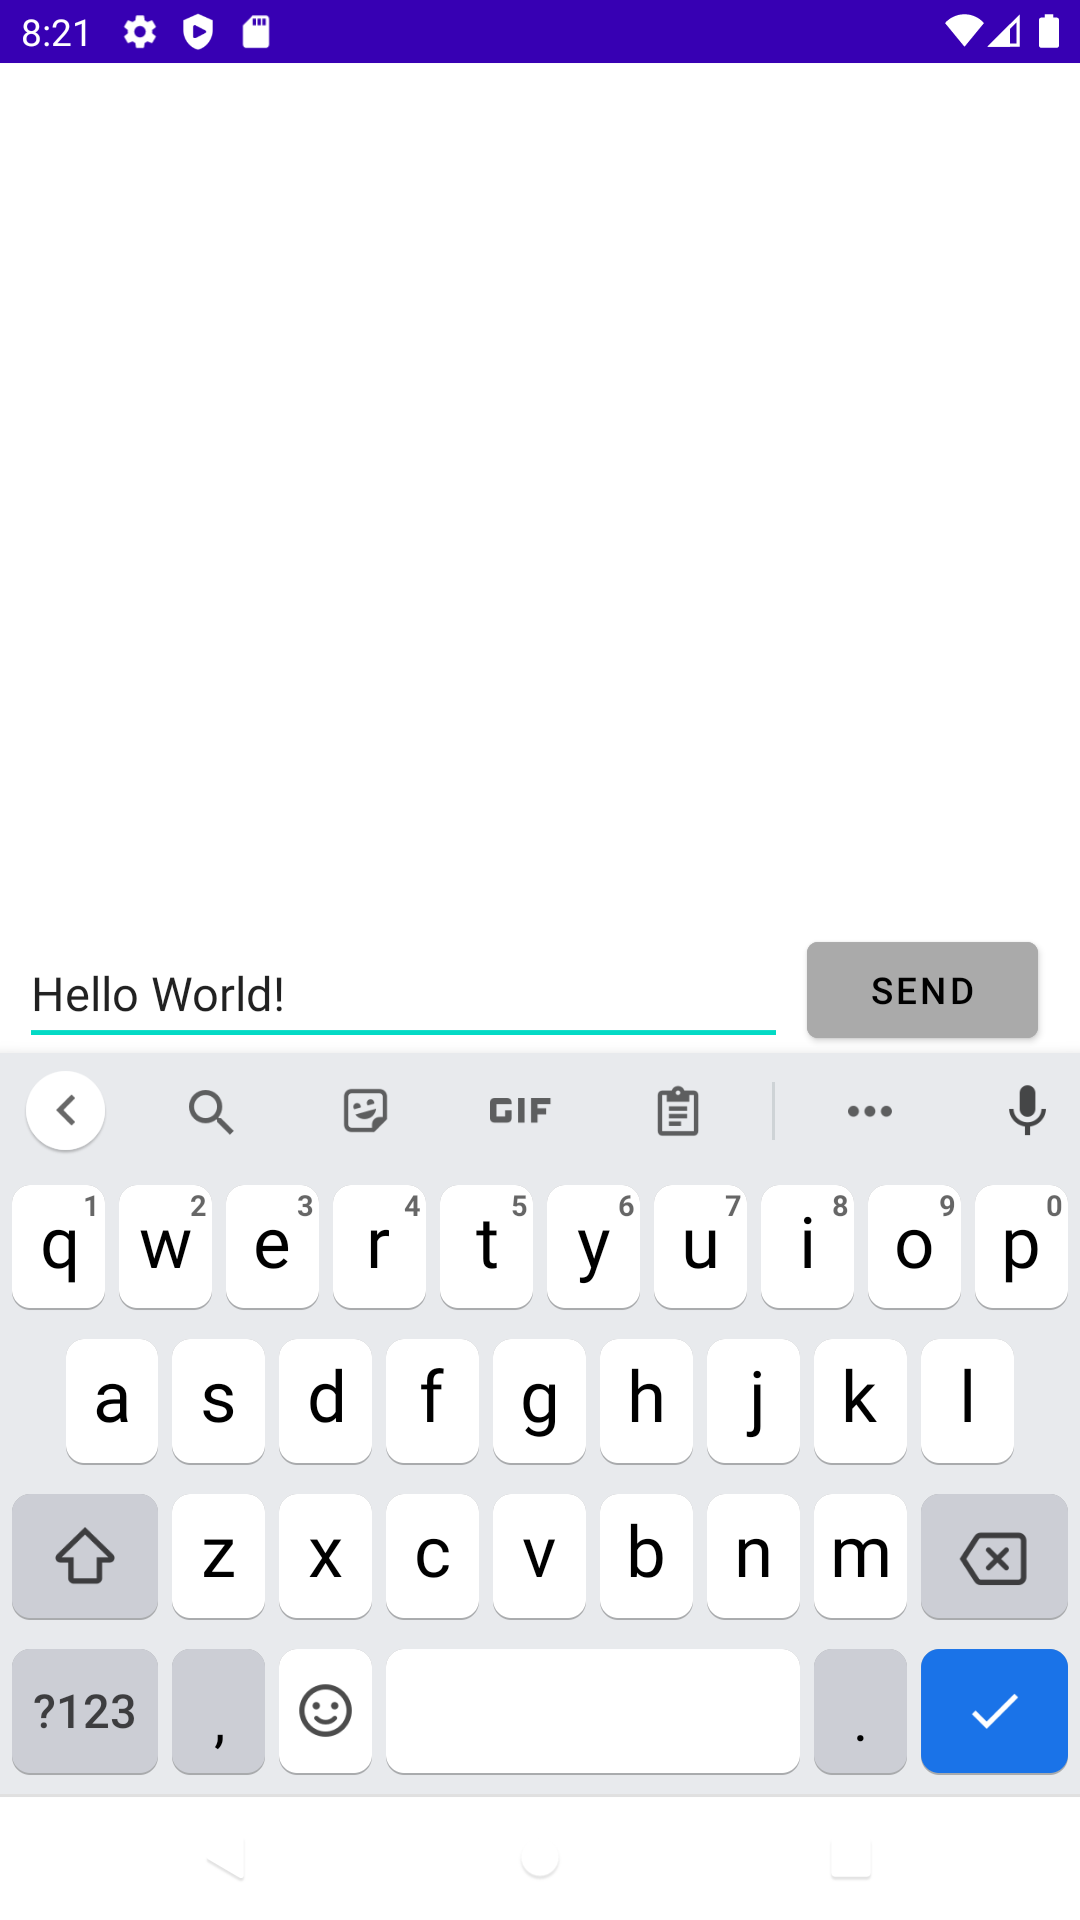 8:21
Hello World!
SEND
GIF
1 2 3 4 5 6 7 8 9 0
q w e r t y u i o p
a s d f g h j k l
z x c v b n m
?123 , .